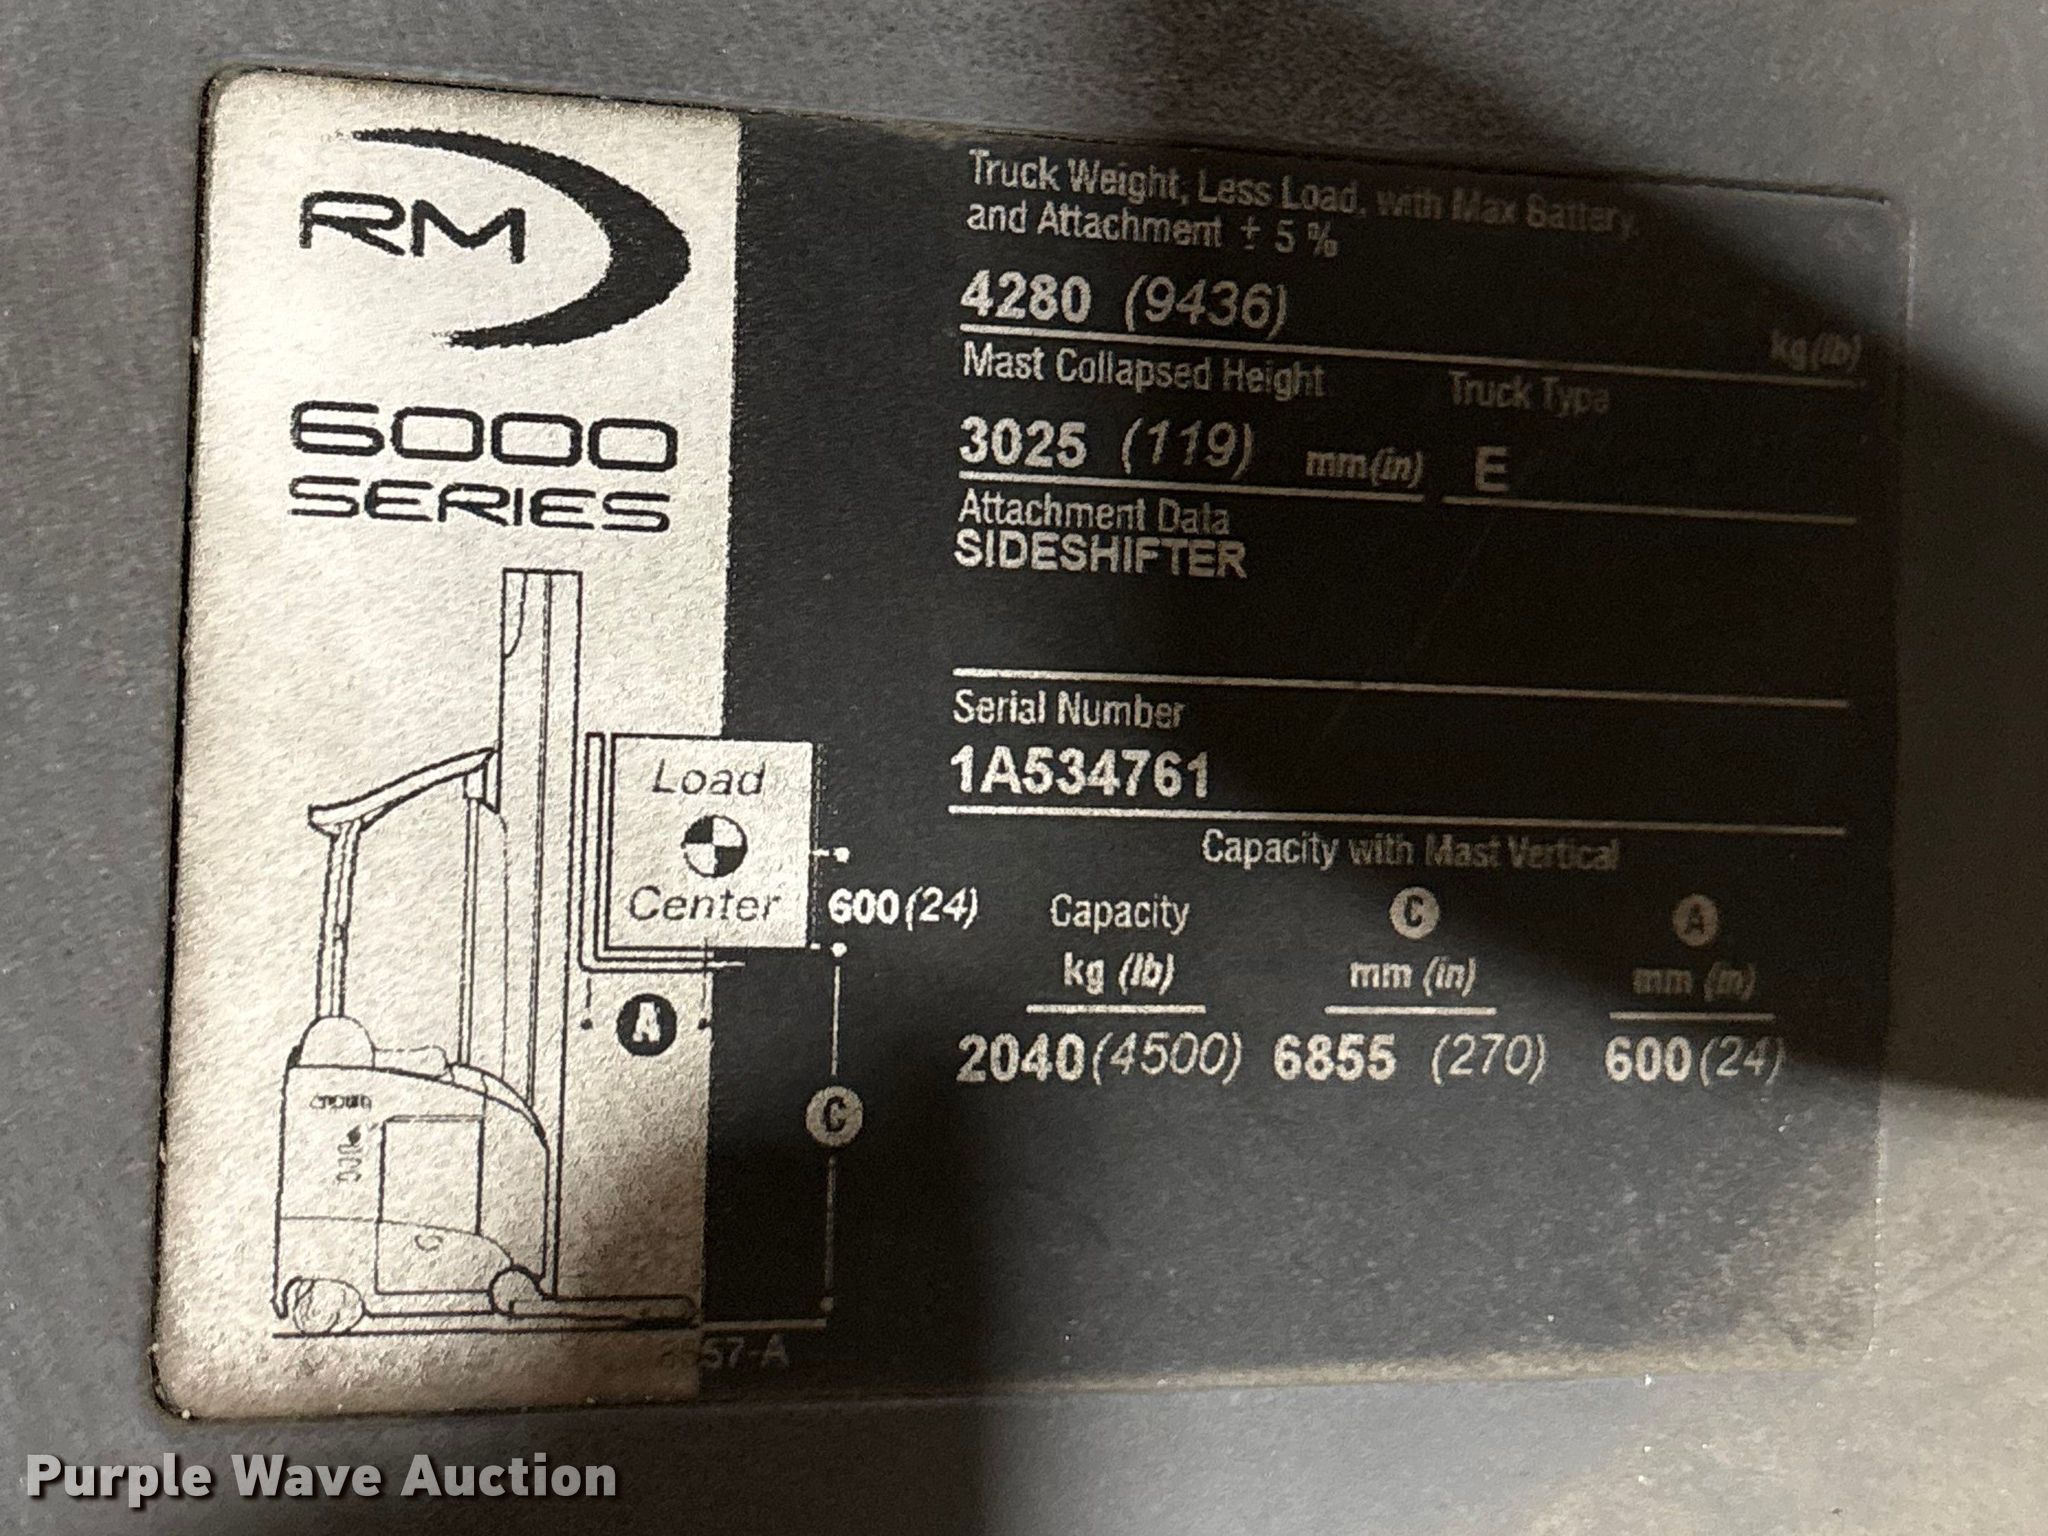 RM
6000
SERIES
Truck Weight, Less Load, with Max Battery,
and Attachment ± 5 %
4280 (9436)
kg(lb)
Mast Collapsed Height
Truck Type
3025 (119) mm(in)
E
Attachment Data
SIDESHIFTER
Serial Number
1A534761
Capacity with Mast Vertical
Load
Center
600(24)
A
C
CROWN
Capacity
C
A
kg (lb)
mm (in)
mm (in)
2040(4500)
6855 (270)
600(24)
57-A
Purple Wave Auction